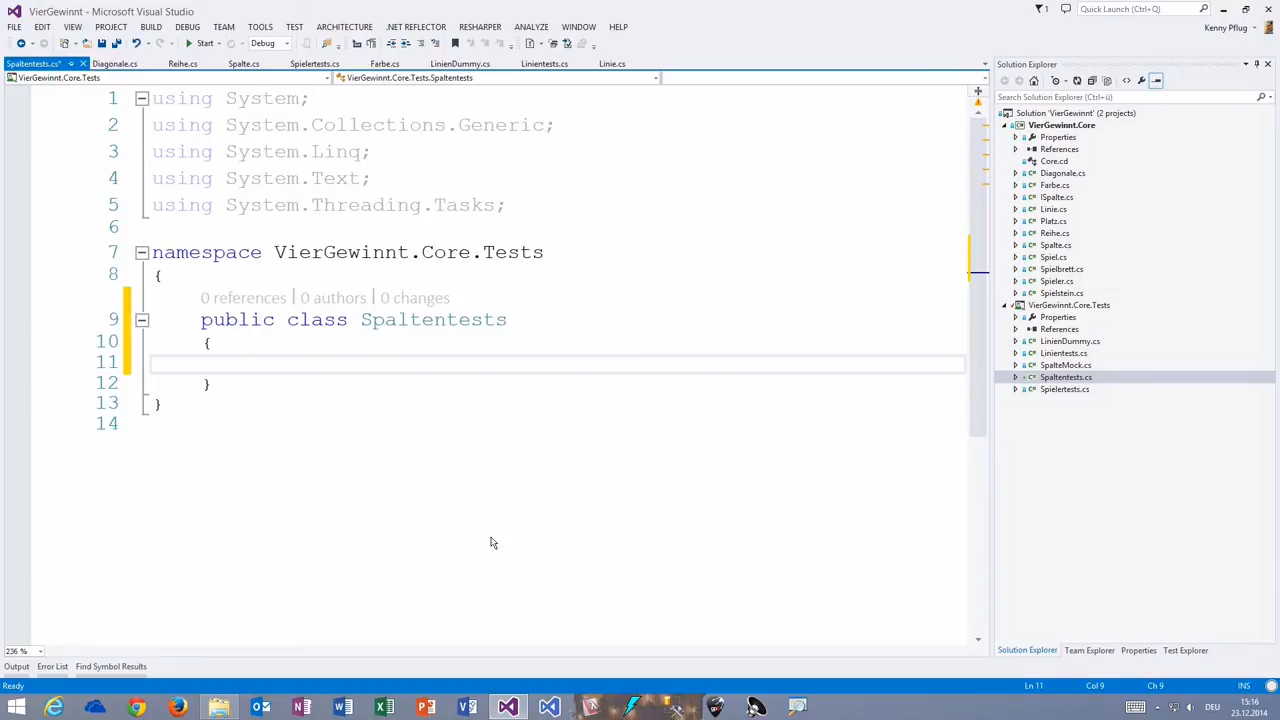 VierGewinnt - Microsoft Visual Studio
1
Quick Launch (Ctrl+Q)
FILE EDIT VIEW PROJECT BUILD DEBUG TEAM TOOLS TEST ARCHITECTURE .NET REFLECTOR RESHARPER ANALYZE WINDOW HELP
Kenny Pflug
Start Debug
Spaltentests.cs* Diagonale.cs Reihe.cs Spalte.cs Spielertests.cs Farbe.cs LinienDummy.cs Linientests.cs Linie.cs
VierGewinnt.Core.Tests VierGewinnt.Core.Tests.Spaltentests
1 using System;
2 using System.Collections.Generic;
3 using System.Linq;
4 using System.Text;
5 using System.Threading.Tasks;
6
7 namespace VierGewinnt.Core.Tests
8 {
0 references | 0 authors | 0 changes
9 public class Spaltentests
10 {
11
12 }
13 }
14
236 %
Output Error List Find Symbol Results
Solution Explorer
Search Solution Explorer (Ctrl+ü)
Solution 'VierGewinnt' (2 projects)
VierGewinnt.Core
Properties
References
Core.cd
Diagonale.cs
Farbe.cs
ISpalte.cs
Linie.cs
Platz.cs
Reihe.cs
Spalte.cs
Spiel.cs
Spielbrett.cs
Spieler.cs
Spielstein.cs
VierGewinnt.Core.Tests
Properties
References
LinienDummy.cs
Linientests.cs
SpalteMock.cs
Spaltentests.cs
Spielertests.cs
Solution Explorer Team Explorer Properties Test Explorer
Ready Ln 11 Col 9 Ch 9 INS
DEU
15:16
23.12.2014